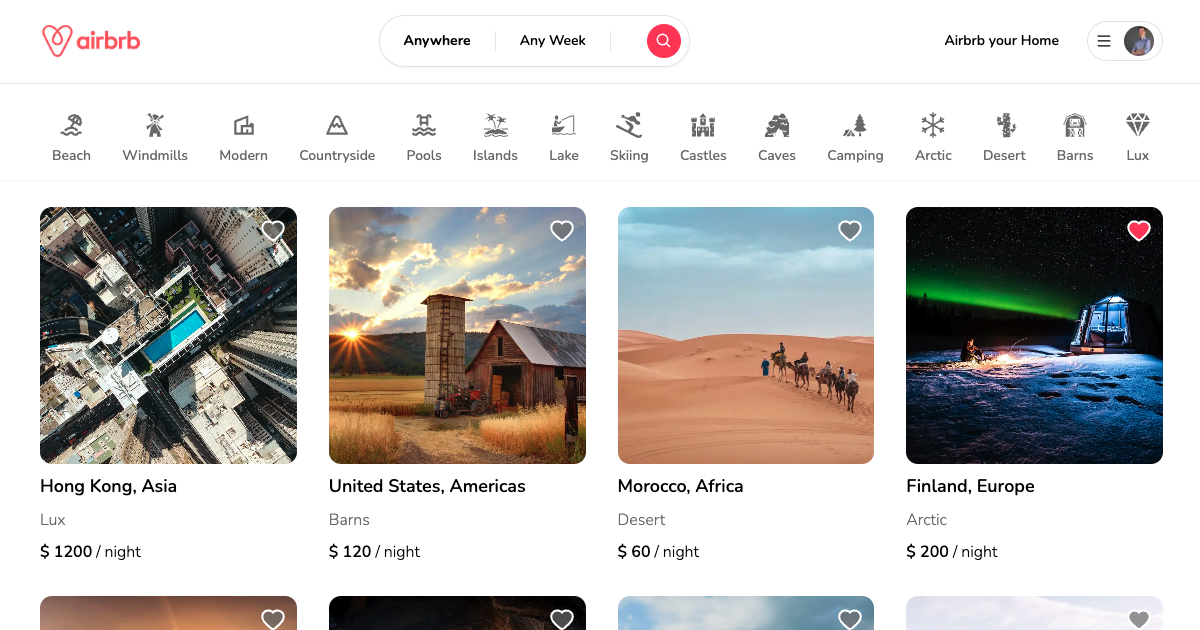 airbrb
Anywhere
Any Week
Airbrb your Home
Beach
Windmills
Modern
Countryside
Pools
Islands
Lake
Skiing
Castles
Caves
Camping
Arctic
Desert
Barns
Lux
Hong Kong, Asia
Lux
$ 1200 / night
United States, Americas
Barns
$ 120 / night
Morocco, Africa
Desert
$ 60 / night
Finland, Europe
Arctic
$ 200 / night